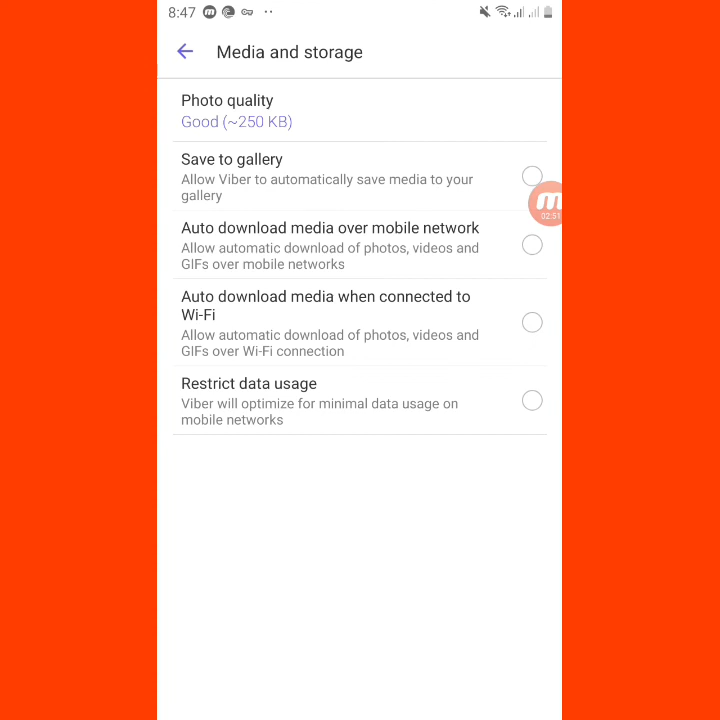 8:47
Media and storage
Photo quality
Good (~250 KB)
Save to gallery
Allow Viber to automatically save media to your
gallery
02:51
Auto download media over mobile network
Allow automatic download of photos, videos and
GIFs over mobile networks
Auto download media when connected to
Wi-Fi
Allow automatic download of photos, videos and
GIFs over Wi-Fi connection
Restrict data usage
Viber will optimize for minimal data usage on
mobile networks